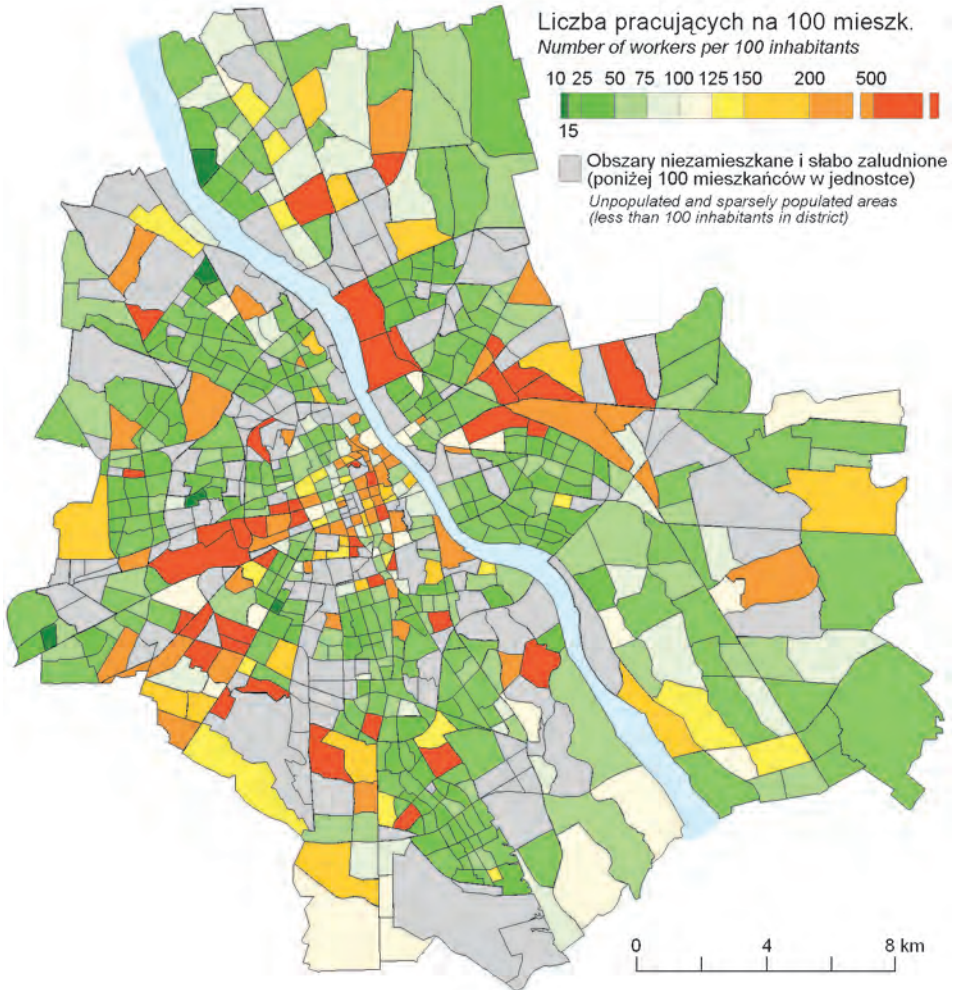 Liczba pracujących na 100 mieszk.
Number of workers per 100 inhabitants
10 25 50 75 100 125 150 200 500
15
Obszary niezamieszkane i słabo zaludnione
(poniżej 100 mieszkańców w jednostce)
Unpopulated and sparsely populated areas
(less than 100 inhabitants in district)
0 4 8 km